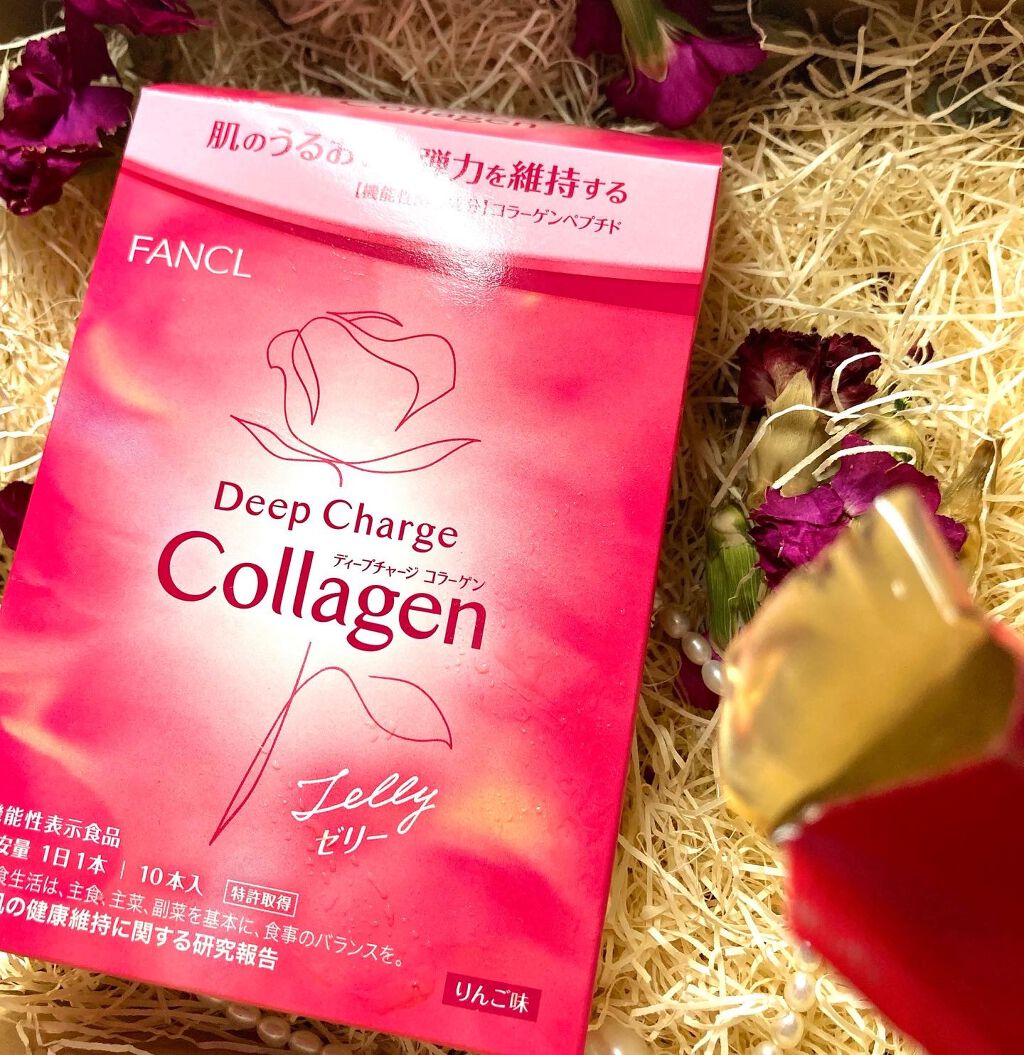 Collagen
肌のうるおい 弾力を維持する
【機能性 成分】コラーゲンペプチド
FANCL
Deep Charge
ディープチャージ コラーゲン
Collagen
Jelly
ゼリー
機能性表示食品
安量 1日1本 | 10本入 特許取得
食生活は、主食、主菜、副菜を基本に、食事のバランスを。
肌の健康維持に関する研究報告
りんご味